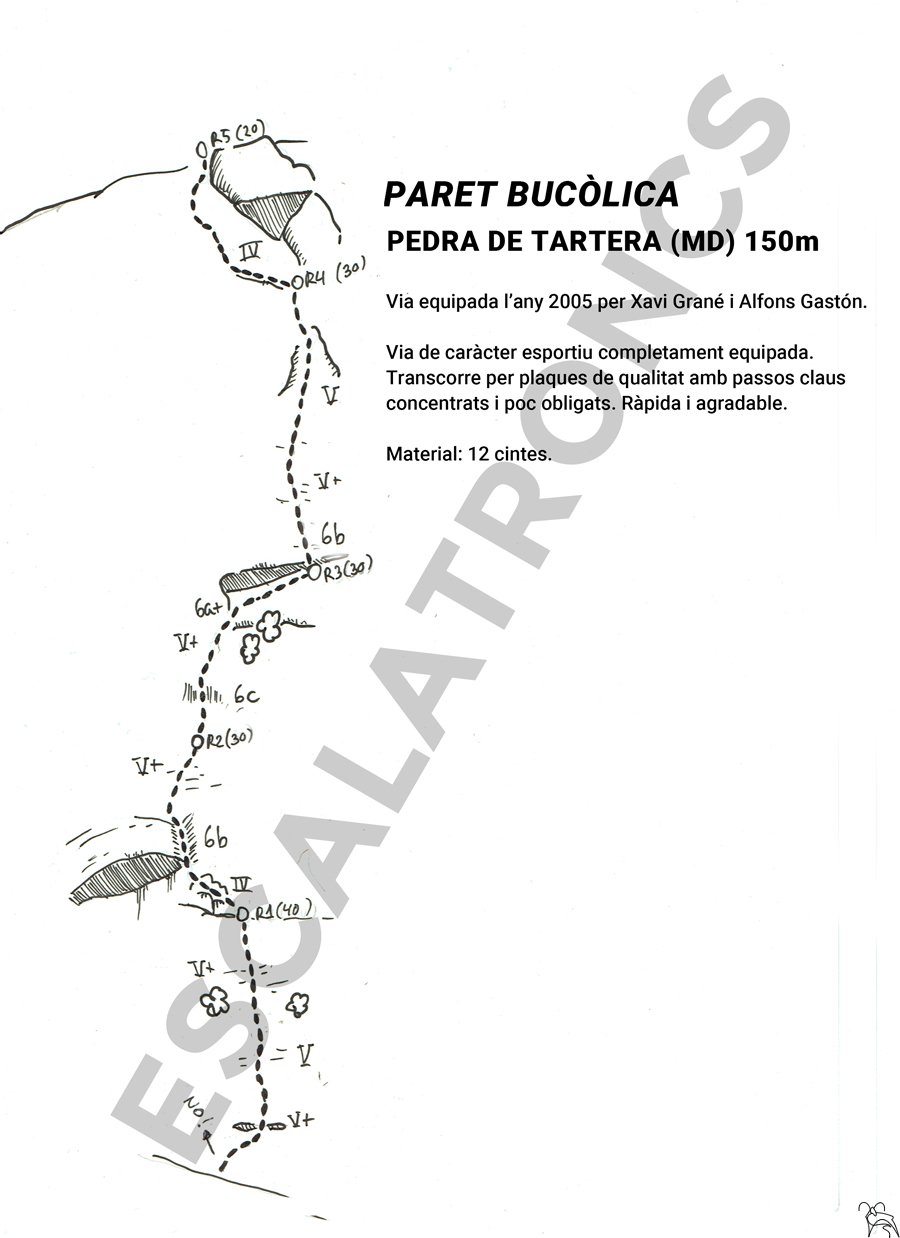 R5 (20)
PARET BUCÒLICA
PEDRA DE TARTERA (MD) 150m
IV
R4 (30)
Via equipada l'any 2005 per Xavi Grané i Alfons Gastón.
Via de caràcter esportiu completament equipada.
Transcorre per plaques de qualitat amb passos claus
concentrats i poc obligats. Ràpida i agradable.
V
Material: 12 cintes.
V+
6b
R3(30)
6a+
V+
6c
R2(30)
V+
6b
IV
R1(40)
V+
V
V+
NO!
ESCALATRONCS